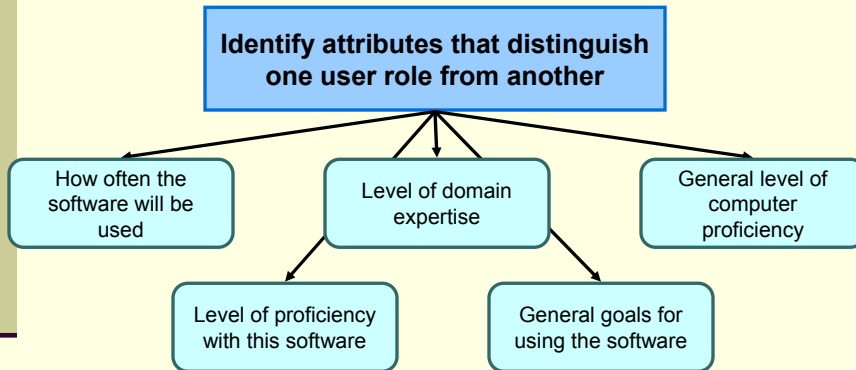 Identify attributes that distinguish
one user role from another
How often the
software will be
used
Level of domain
expertise
General level of
computer
proficiency
Level of proficiency
with this software
General goals for
using the software